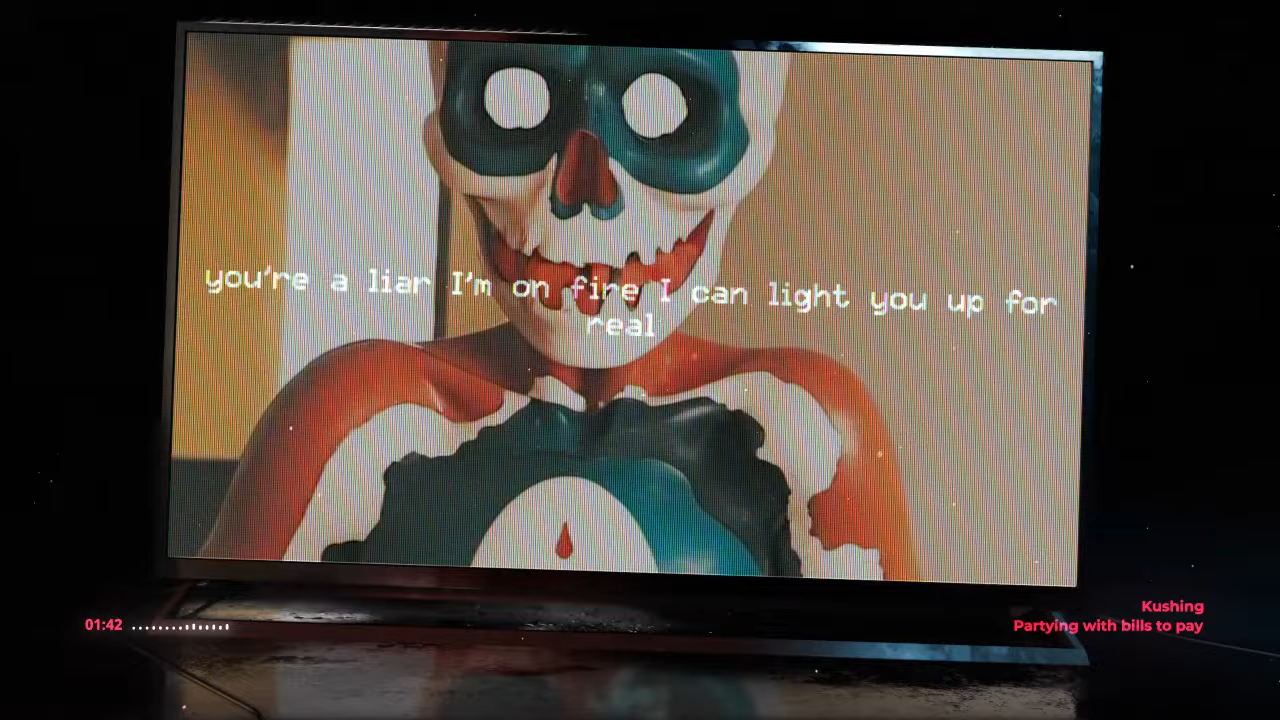 you're a liar I'm on fire I can light you up for
real
01:42
Kushing
Partying with bills to pay